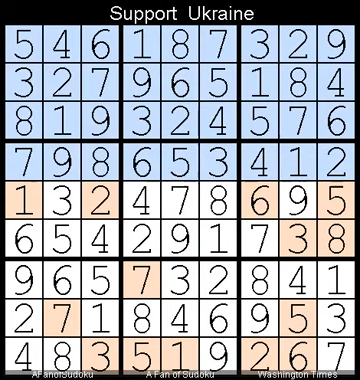 Support Ukraine
5 4 6 1 8 7 3 2 9
3 2 7 9 6 5 1 8 4
8 1 9 3 2 4 5 7 6
7 9 8 6 5 3 4 1 2
1 3 2 4 7 8 6 9 5
6 5 4 2 9 1 7 3 8
9 6 5 7 3 2 8 4 1
2 7 1 8 4 6 9 5 3
4 8 3 5 1 9 2 6 7
AFanofSudoku A Fan of Sudoku Washington Times